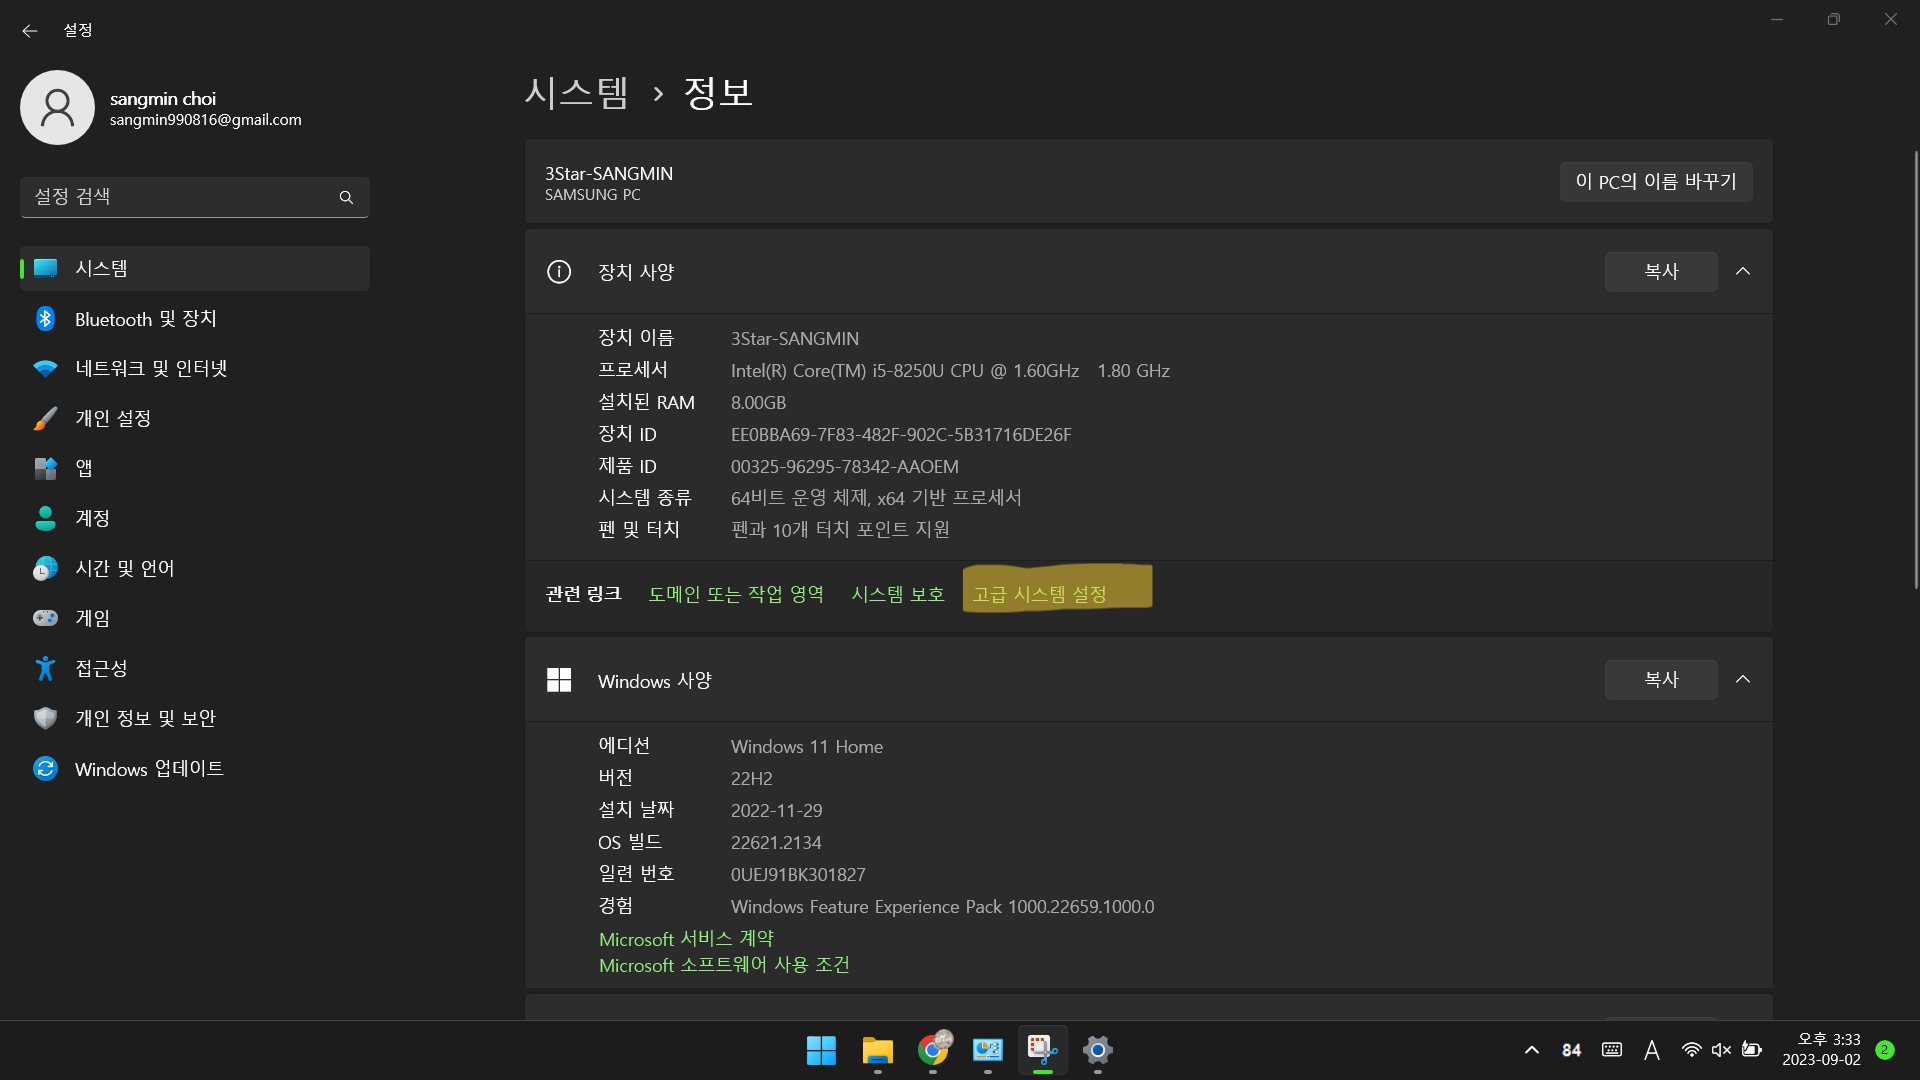 설정
sangmin choi
sangmin990816@gmail.com
설정 검색
시스템
Bluetooth 및 장치
네트워크 및 인터넷
개인 설정
앱
계정
시간 및 언어
게임
접근성
개인 정보 및 보안
Windows 업데이트
시스템 › 정보
3Star-SANGMIN
SAMSUNG PC
이 PC의 이름 바꾸기
장치 사양
복사
장치 이름 3Star-SANGMIN
프로세서 Intel(R) Core(TM) i5-8250U CPU @ 1.60GHz 1.80 GHz
설치된 RAM 8.00GB
장치 ID EE0BBA69-7F83-482F-902C-5B31716DE26F
제품 ID 00325-96295-78342-AAOEM
시스템 종류 64비트 운영 체제, x64 기반 프로세서
펜 및 터치 펜과 10개 터치 포인트 지원
관련 링크 도메인 또는 작업 영역 시스템 보호 고급 시스템 설정
Windows 사양
복사
에디션 Windows 11 Home
버전 22H2
설치 날짜 2022-11-29
OS 빌드 22621.2134
일련 번호 0UEJ91BK301827
경험 Windows Feature Experience Pack 1000.22659.1000.0
Microsoft 서비스 계약
Microsoft 소프트웨어 사용 조건
84
A
오후 3:33
2023-09-02
2